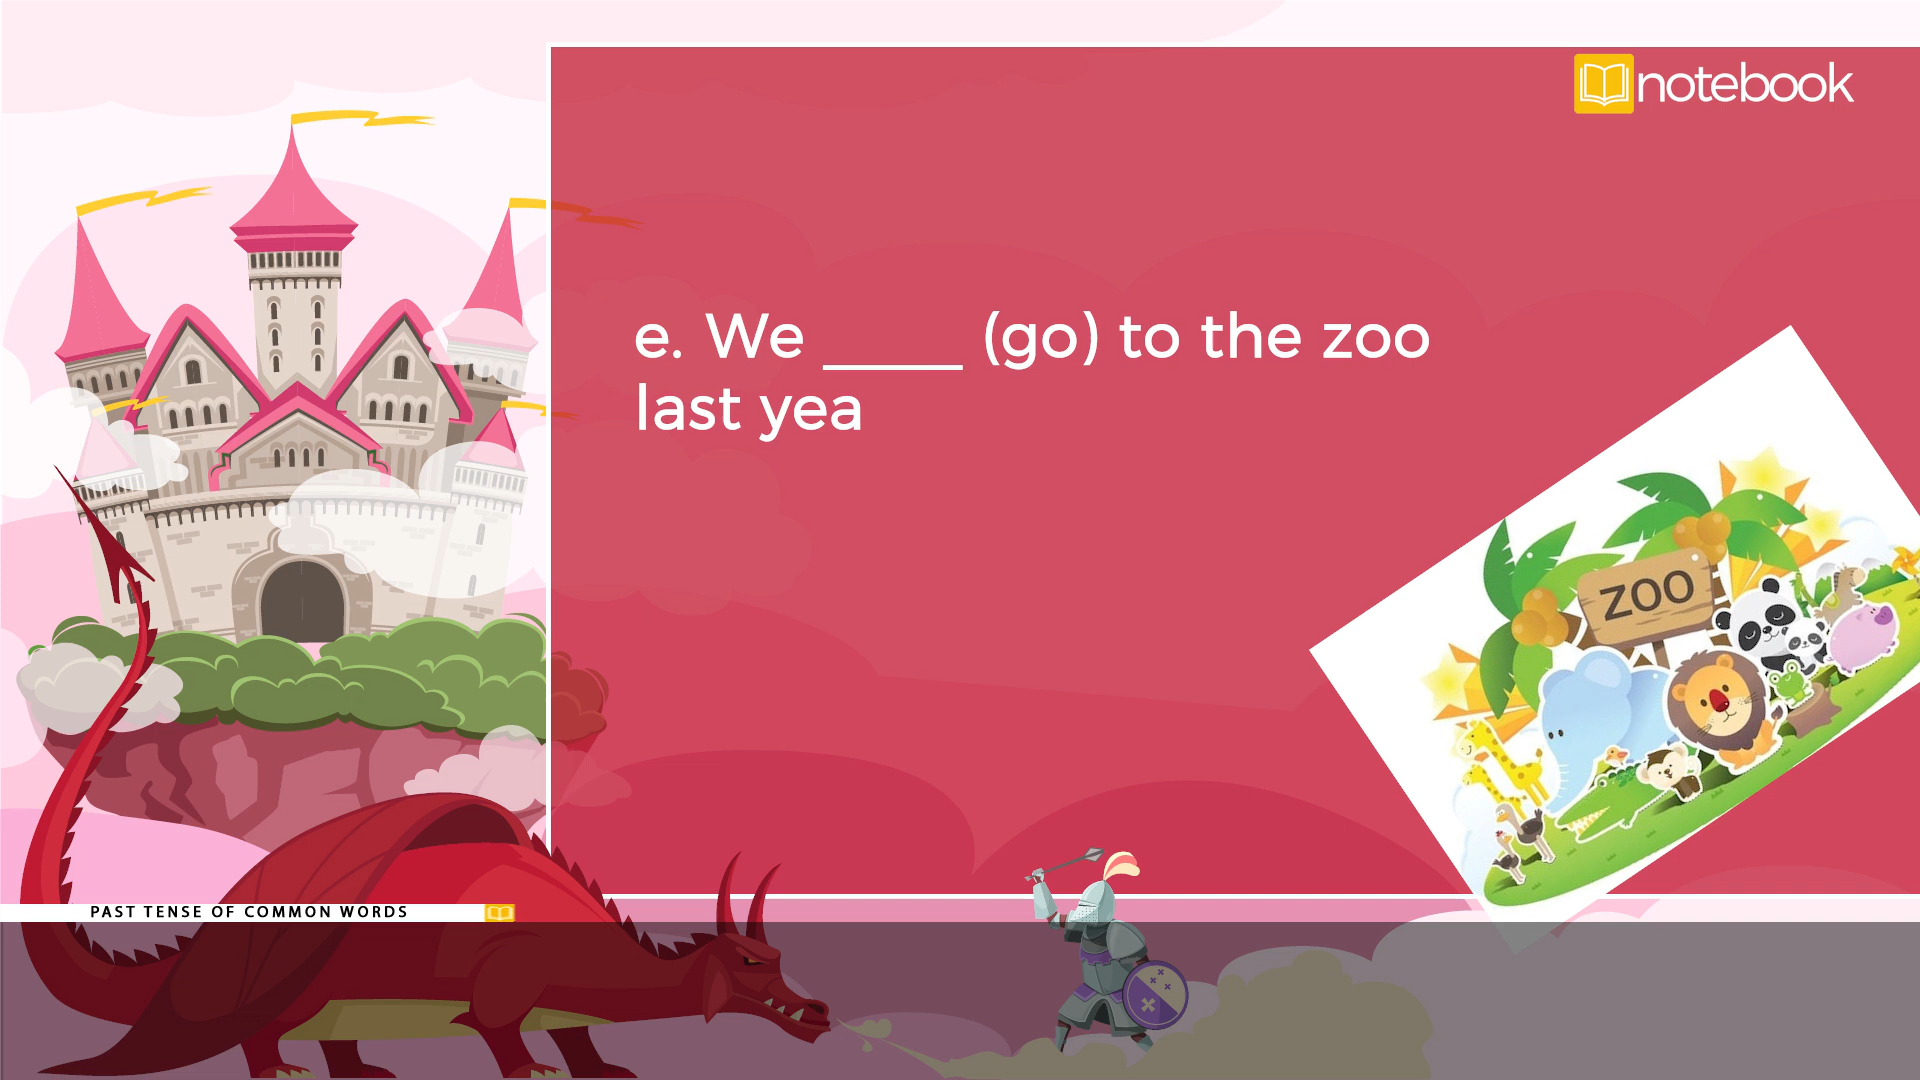 notebook
e. We _____ (go) to the zoo
last yea
ZOO
PAST TENSE OF COMMON WORDS